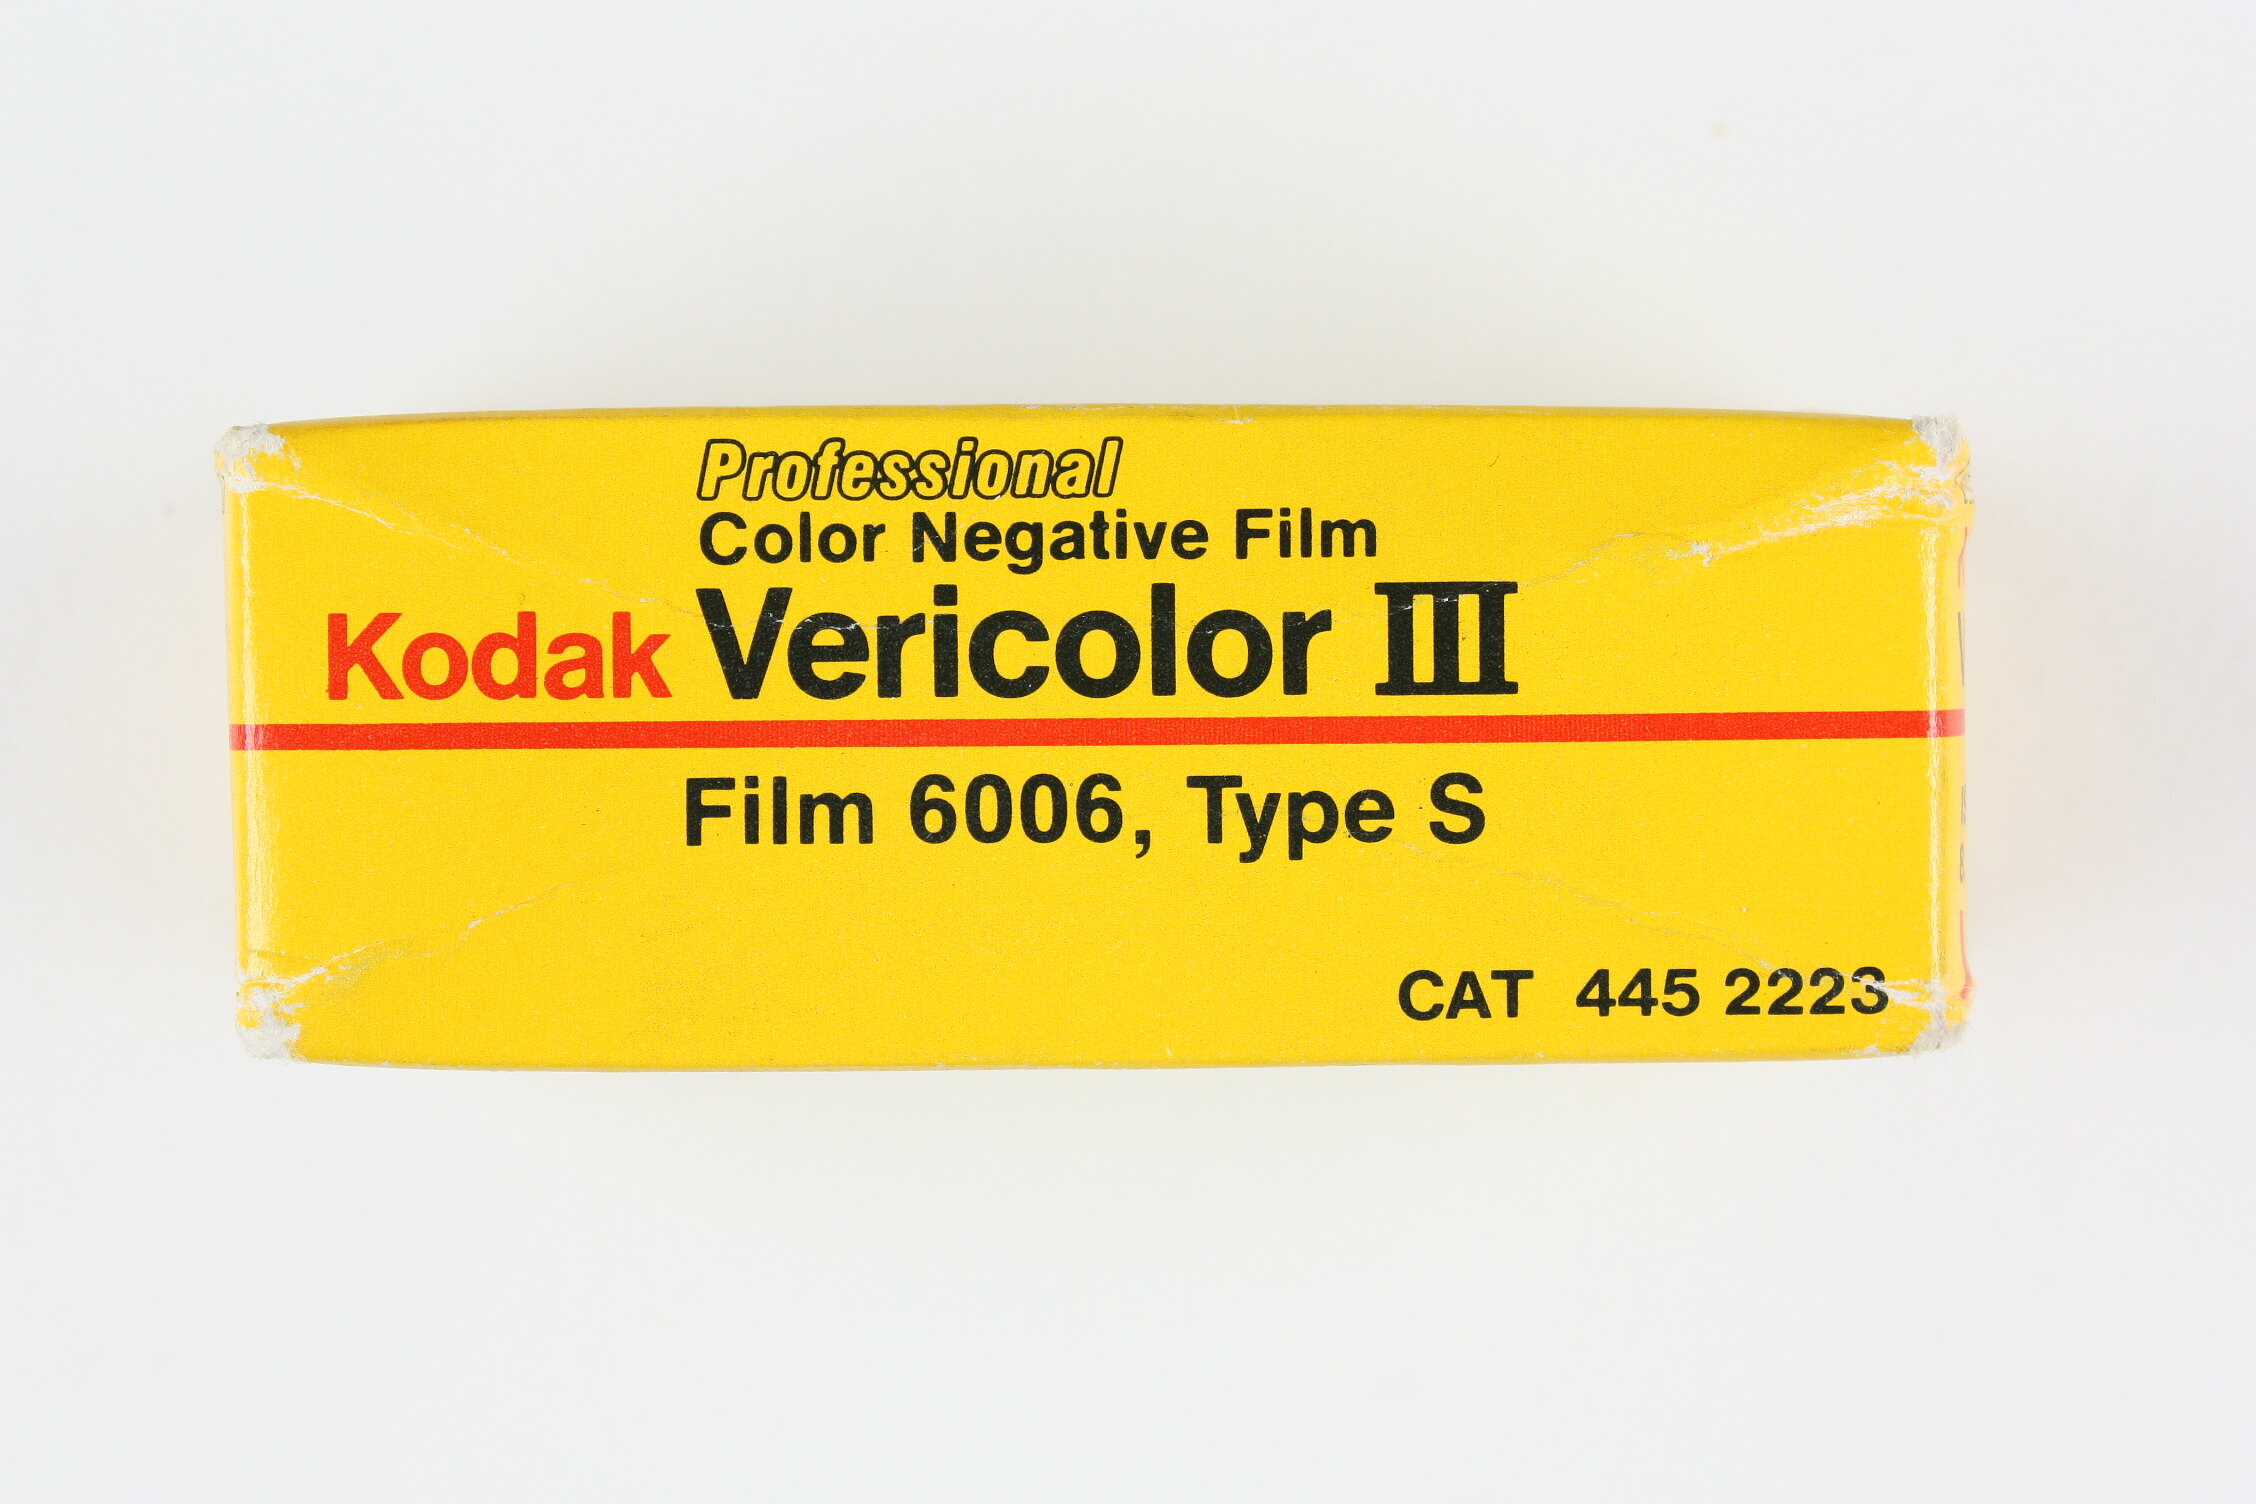 Professional
Color Negative Film
Kodak Vericolor III
Film 6006, Type S
CAT 445 2223